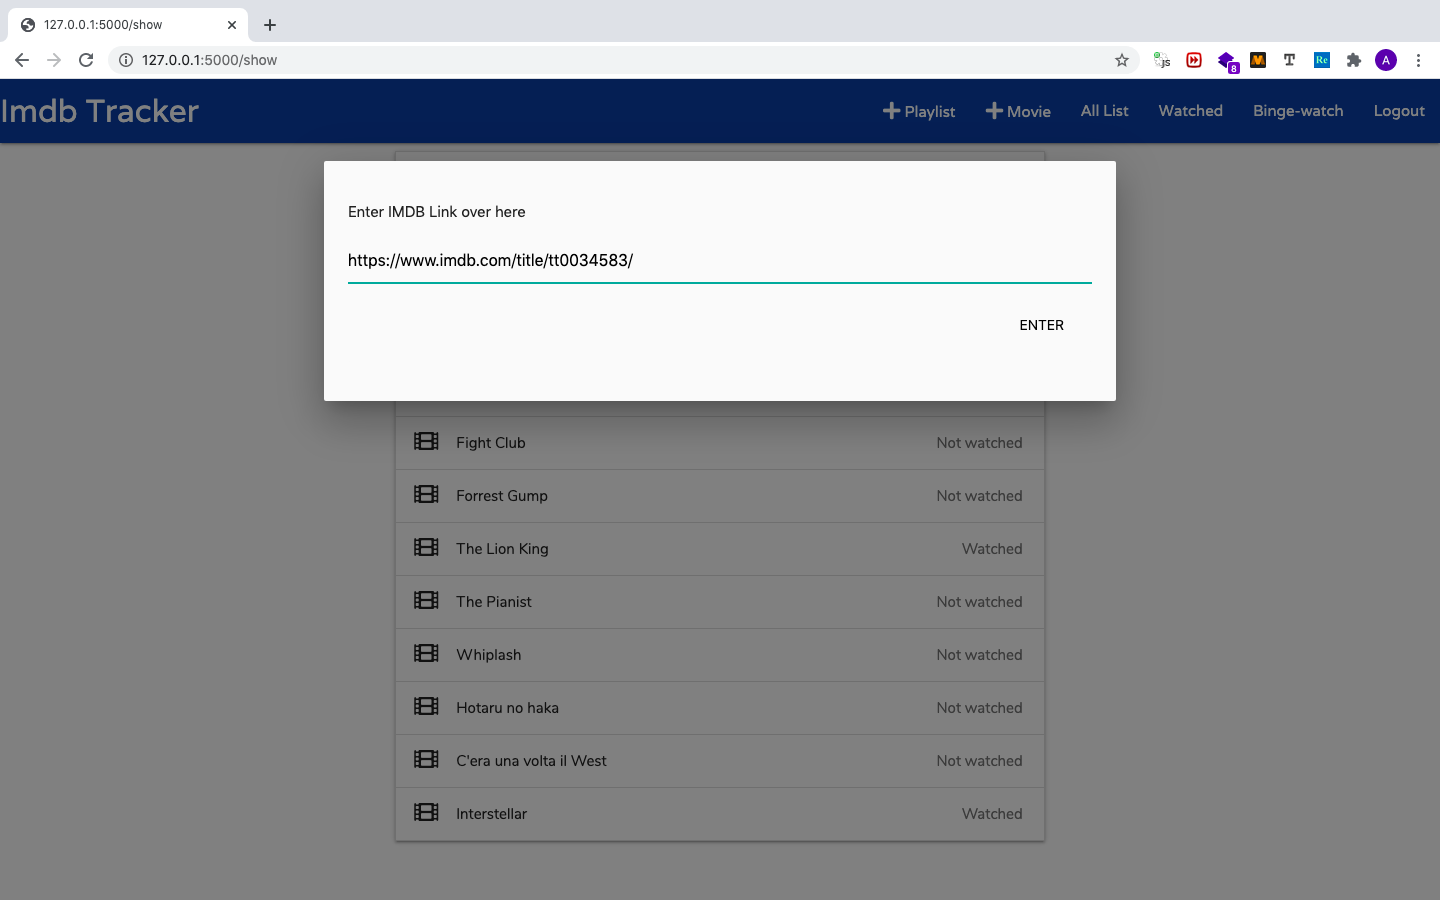 127.0.0.1:5000/show
127.0.0.1:5000/show
js
8
T
Re
A
Imdb Tracker
Playlist
Movie
All List
Watched
Binge-watch
Logout
Enter IMDB Link over here
https://www.imdb.com/title/tt0034583/
ENTER
Fight Club Not watched
Forrest Gump Not watched
The Lion King Watched
The Pianist Not watched
Whiplash Not watched
Hotaru no haka Not watched
C'era una volta il West Not watched
Interstellar Watched